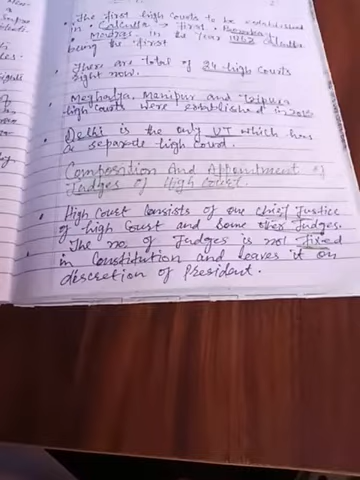 • The first high Courts to be established
in • Calcutta → first • Bombay
• Madras in the year 1862 Calcutta
being the first
• There are total of 24 high Courts
right now.
• Meghalya, Manipur and Tripura
high Courts were established in 2013
• Delhi is the only UT which has
a separate high Court.
Composition And Appointment of
Judges of High Court.
• High Court Consists of one Chief Justice
of high Court and Some other Judges.
• The no of Judges is not fixed
in Constitution and leaves it on
discretion of President.